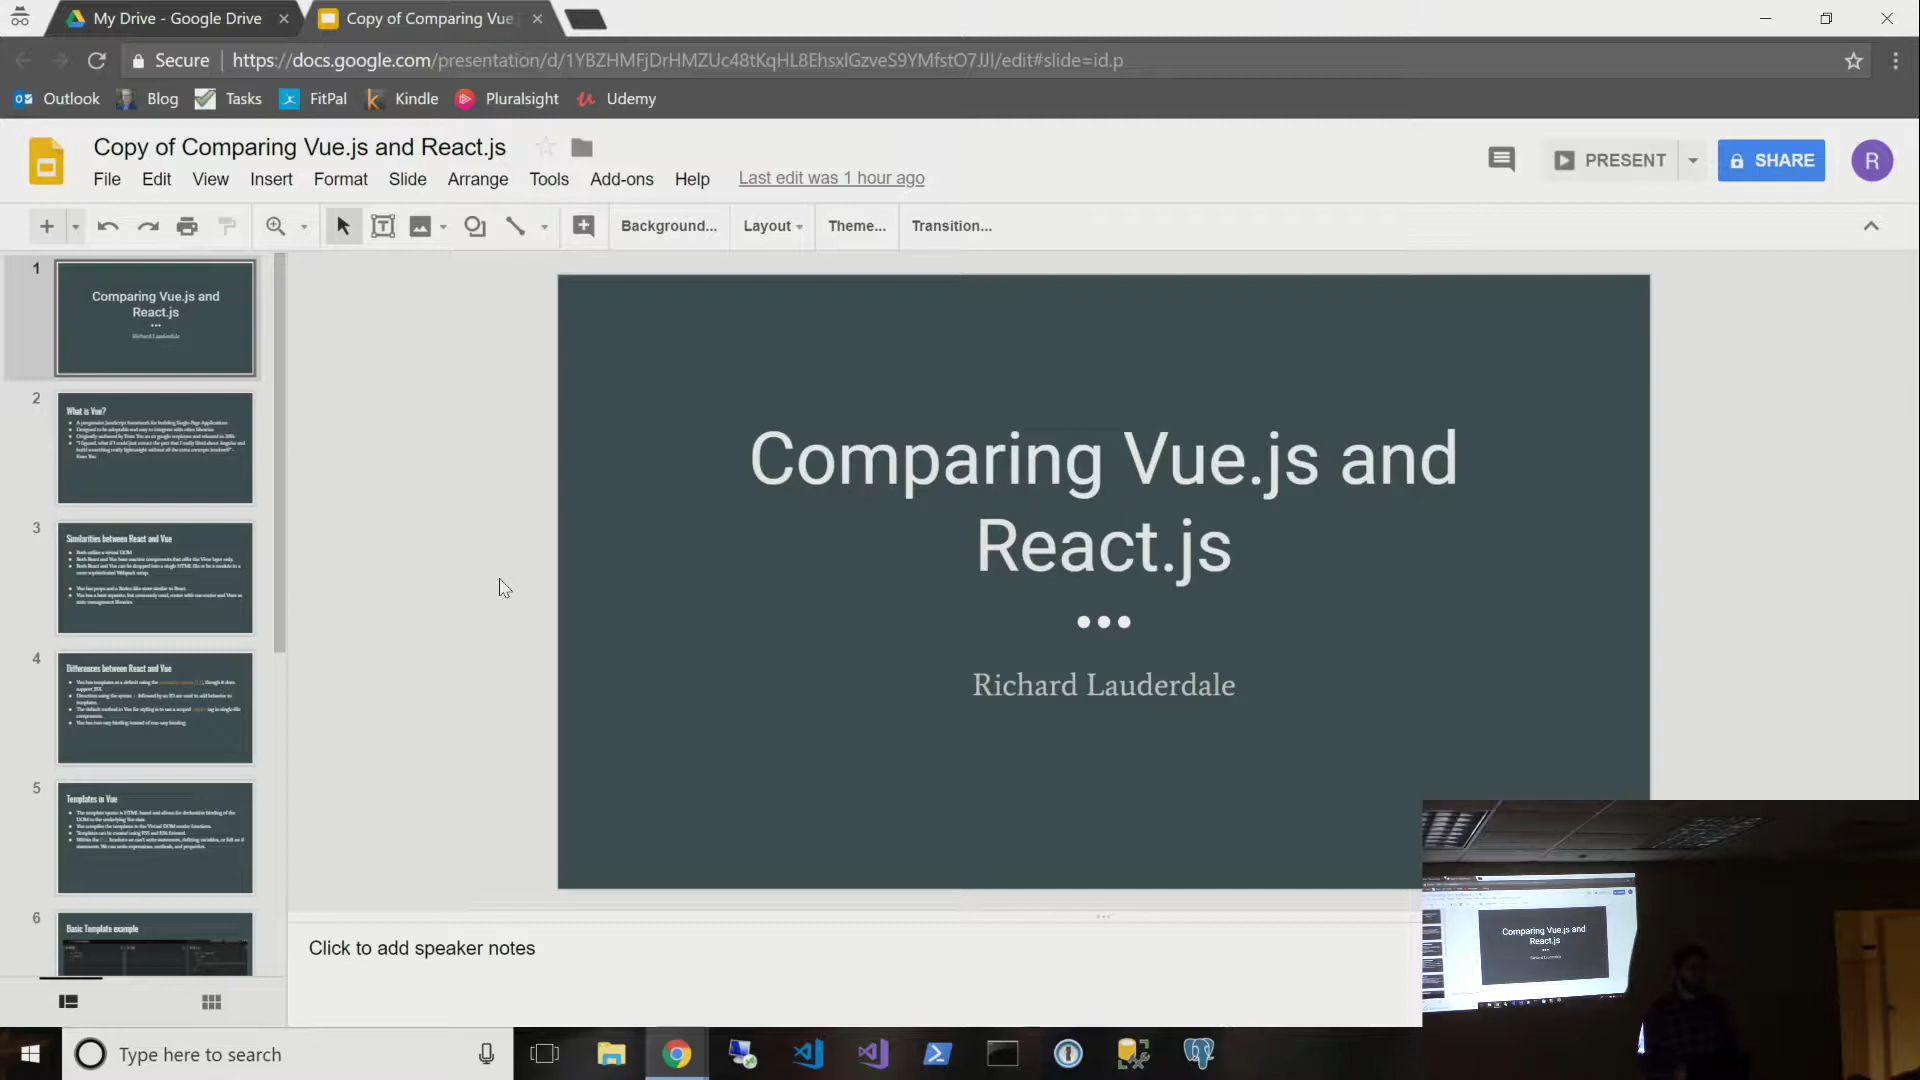 My Drive - Google Drive
Copy of Comparing Vue.
Secure
https://docs.google.com/presentation/d/1YBZHMFjDrHMZUc48tKqHL8EhsxlGzveS9YMfstO7JJI/edit#slide=id.p
Outlook
Blog
Tasks
FitPal
Kindle
Pluralsight
Udemy
Copy of Comparing Vue.js and React.js
File Edit View Insert Format Slide Arrange Tools Add-ons Help
Last edit was 1 hour ago
PRESENT
SHARE
R
Background...
Layout
Theme...
Transition...
1
Comparing Vue.js and
React.js
Richard Lauderdale
2
What is Vue?
3
Similarities between React and Vue
4
Differences between React and Vue
5
Templates in Vue
6
Basic Template example
Comparing Vue.js and
React.js
Richard Lauderdale
Click to add speaker notes
Comparing Vue.js and
React.js
Type here to search